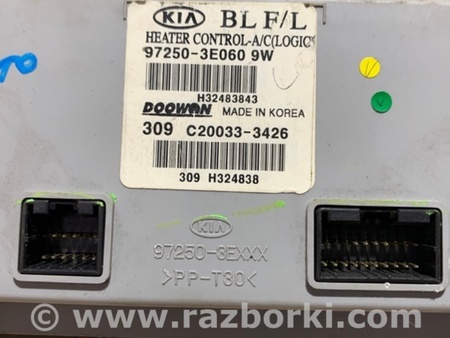 KIA BL F/L
HEATER CONTROL-A/C(LOGIC
97250-3E060 9W
H32483843
DOOWON MADE IN KOREA
309 C20033-3426
309 H324838
KIA
97250-3EXXX
>PP-T30<
www.razborki.com